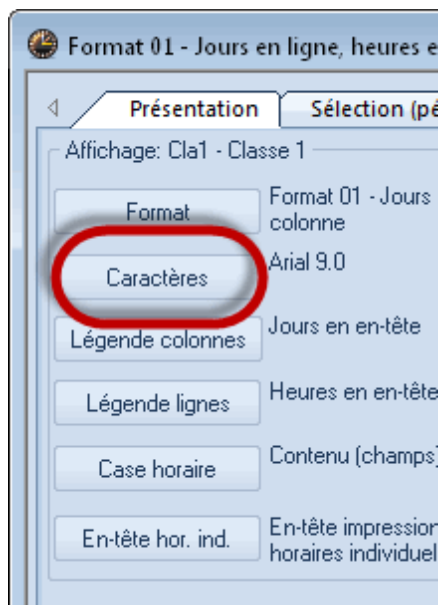 Format 01 - Jours en ligne, heures e
Présentation
Sélection (pé
Affichage: Cla1 - Classe 1
Format
Format 01 - Jours
colonne
Caractères
Arial 9.0
Légende colonnes
Jours en en-tête
Légende lignes
Heures en en-tête
Case horaire
Contenu (champs)
En-tête hor. ind.
En-tête impression
horaires individuel